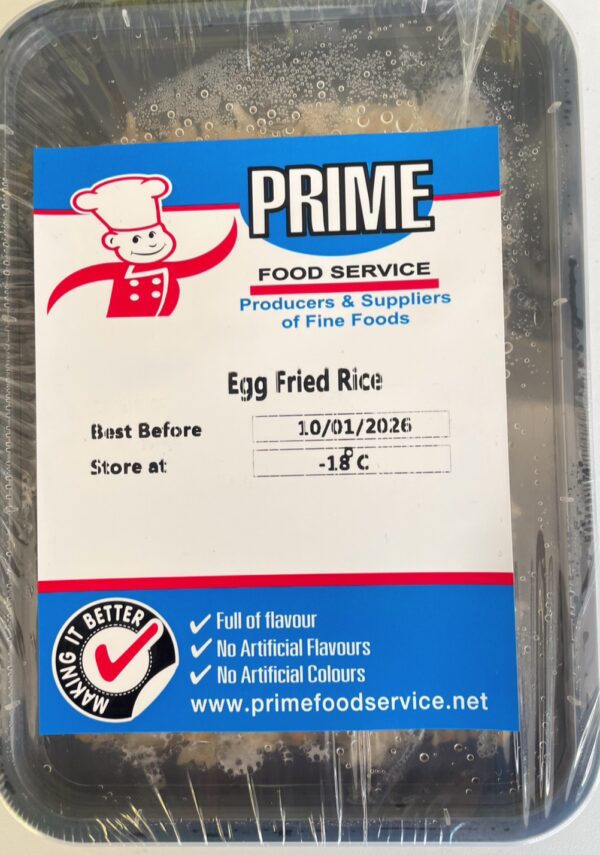 PRIME
FOOD SERVICE
Producers & Suppliers
of Fine Foods
Egg Fried Rice
Best Before 10/01/2026
Store at -18°C
MAKING IT BETTER
✓ Full of flavour
✓ No Artificial Flavours
✓ No Artificial Colours
www.primefoodservice.net